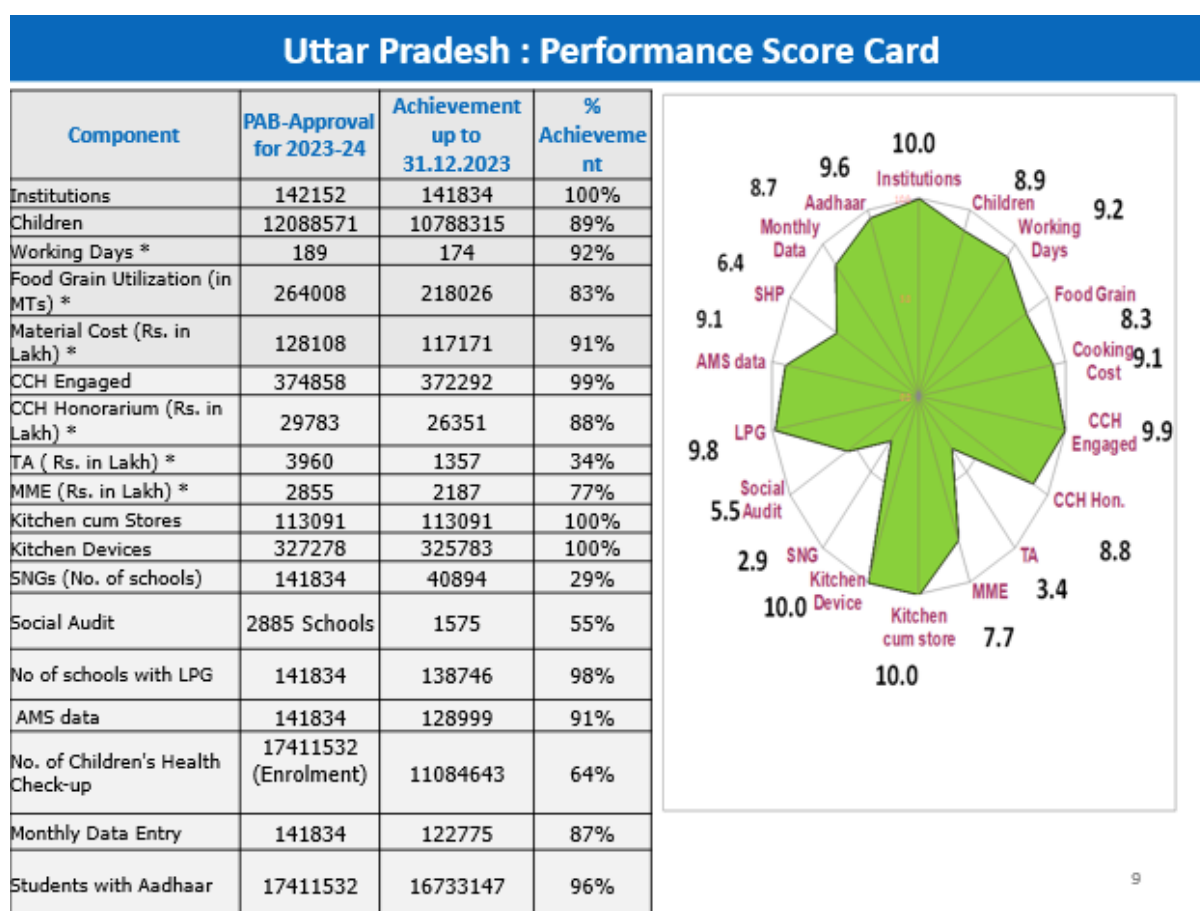 Uttar Pradesh : Performance Score Card
Component
PAB-Approval
for 2023-24
Achievement
up to
31.12.2023
%
Achieveme
nt
Institutions 142152 141834 100%
Children 12088571 10788315 89%
Working Days * 189 174 92%
Food Grain Utilization (in
MTs) * 264008 218026 83%
Material Cost (Rs. in
Lakh) * 128108 117171 91%
CCH Engaged 374858 372292 99%
CCH Honorarium (Rs. in
Lakh) * 29783 26351 88%
TA ( Rs. in Lakh) * 3960 1357 34%
MME (Rs. in Lakh) * 2855 2187 77%
Kitchen cum Stores 113091 113091 100%
Kitchen Devices 327278 325783 100%
SNGs (No. of schools) 141834 40894 29%
Social Audit 2885 Schools 1575 55%
No of schools with LPG 141834 138746 98%
AMS data 141834 128999 91%
No. of Children's Health
Check-up
17411532
(Enrolment)
11084643 64%
Monthly Data Entry 141834 122775 87%
Students with Aadhaar 17411532 16733147 96%
10.0
Institutions
8.9
Children
9.2
Working
Days
Food Grain
8.3
Cooking
Cost
9.1
CCH
Engaged
9.9
CCH Hon.
8.8
TA
3.4
MME
7.7
Kitchen
cum store
10.0
Kitchen
Device
10.0
SNG
2.9
Social
Audit
5.5
LPG
9.8
AMS data
9.1
SHP
6.4
Monthly
Data
8.7
Aadhaar
9.6
9